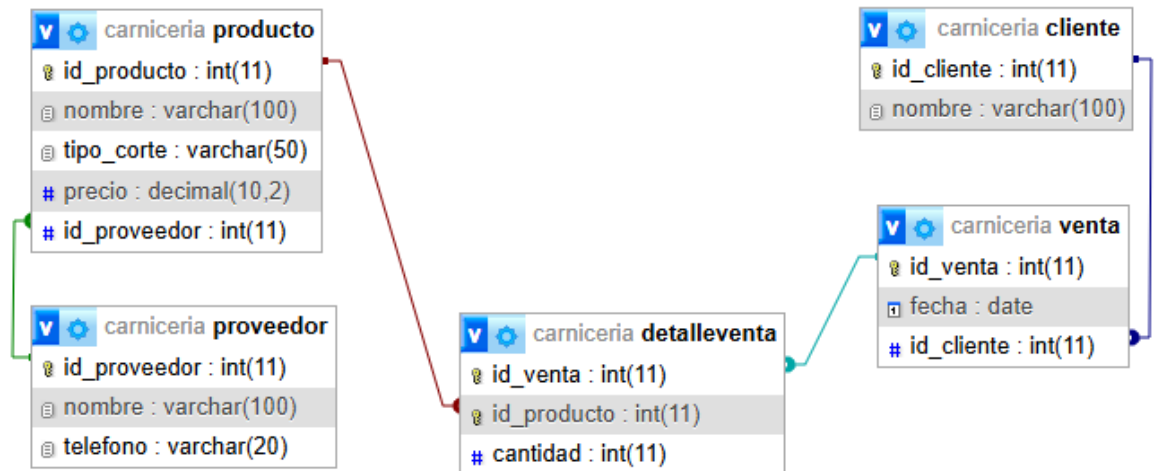 carniceria producto
id_producto : int(11)
nombre : varchar(100)
tipo_corte : varchar(50)
# precio : decimal(10,2)
# id_proveedor : int(11)
carniceria proveedor
id_proveedor : int(11)
nombre : varchar(100)
telefono : varchar(20)
carniceria detalleventa
id_venta : int(11)
id_producto : int(11)
# cantidad : int(11)
carniceria cliente
id_cliente : int(11)
nombre : varchar(100)
carniceria venta
id_venta : int(11)
fecha : date
# id_cliente : int(11)